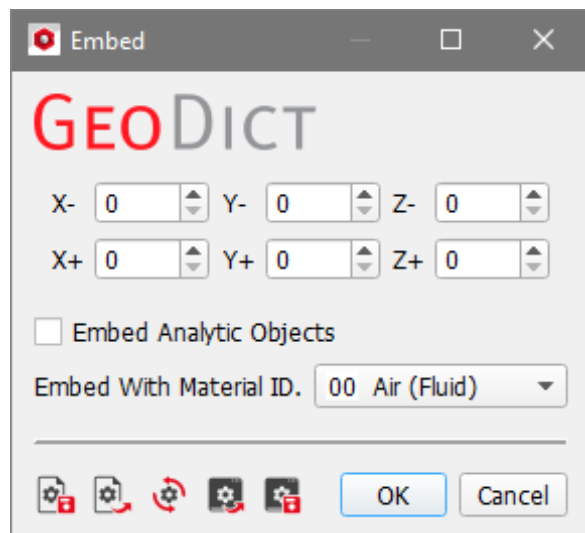 Embed
GEODICT
X- 0 Y- 0 Z- 0
X+ 0 Y+ 0 Z+ 0
Embed Analytic Objects
Embed With Material ID. 00 Air (Fluid)
OK Cancel